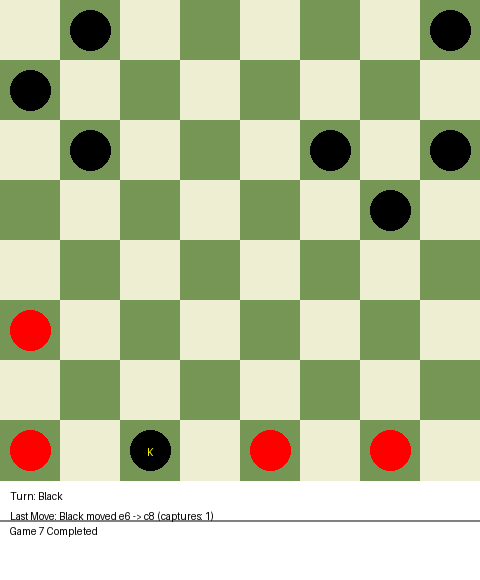 K
Turn: Black
Last Move: Black moved e6 -> c8 (captures: 1)
Game 7 Completed